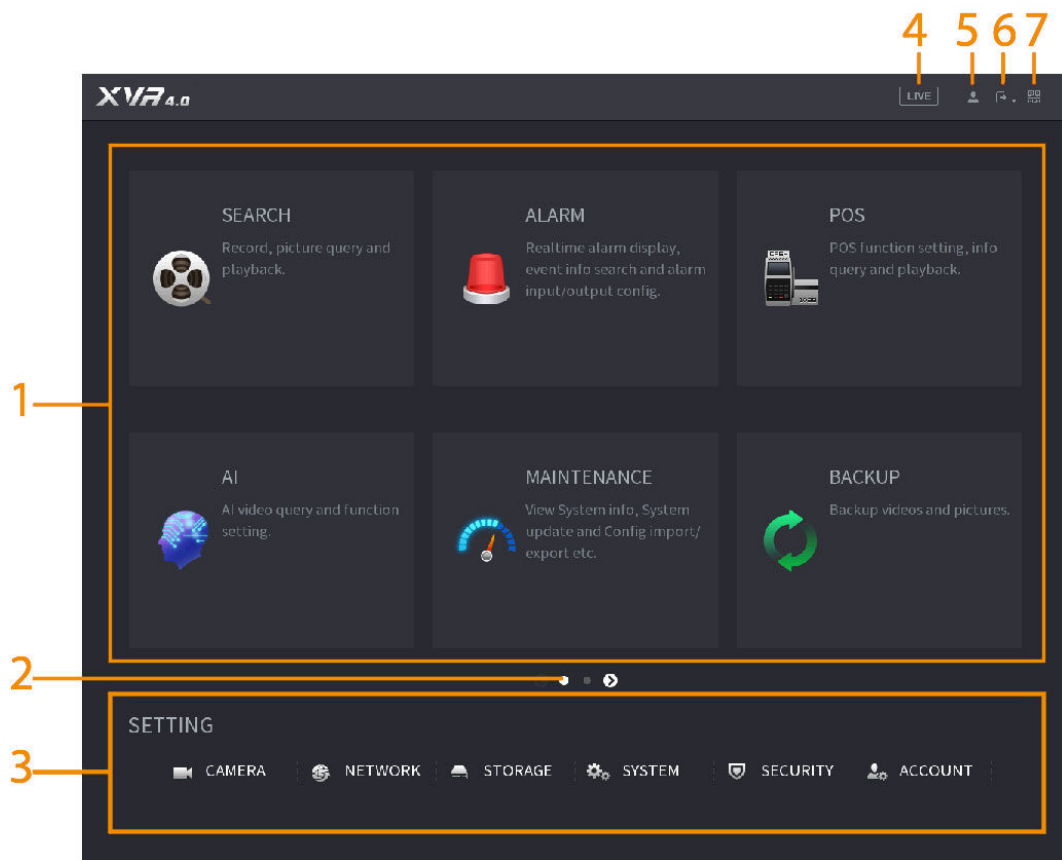 4 5 6 7
XVR 4.0
LIVE
1
SEARCH
Record, picture query and
playback.
ALARM
Realtime alarm display,
event info search and alarm
input/output config.
POS
POS function setting, info
query and playback.
AI
AI video query and function
setting.
MAINTENANCE
View System info, System
update and Config import/
export etc.
BACKUP
Backup videos and pictures.
2
3
SETTING
CAMERA NETWORK STORAGE SYSTEM SECURITY ACCOUNT